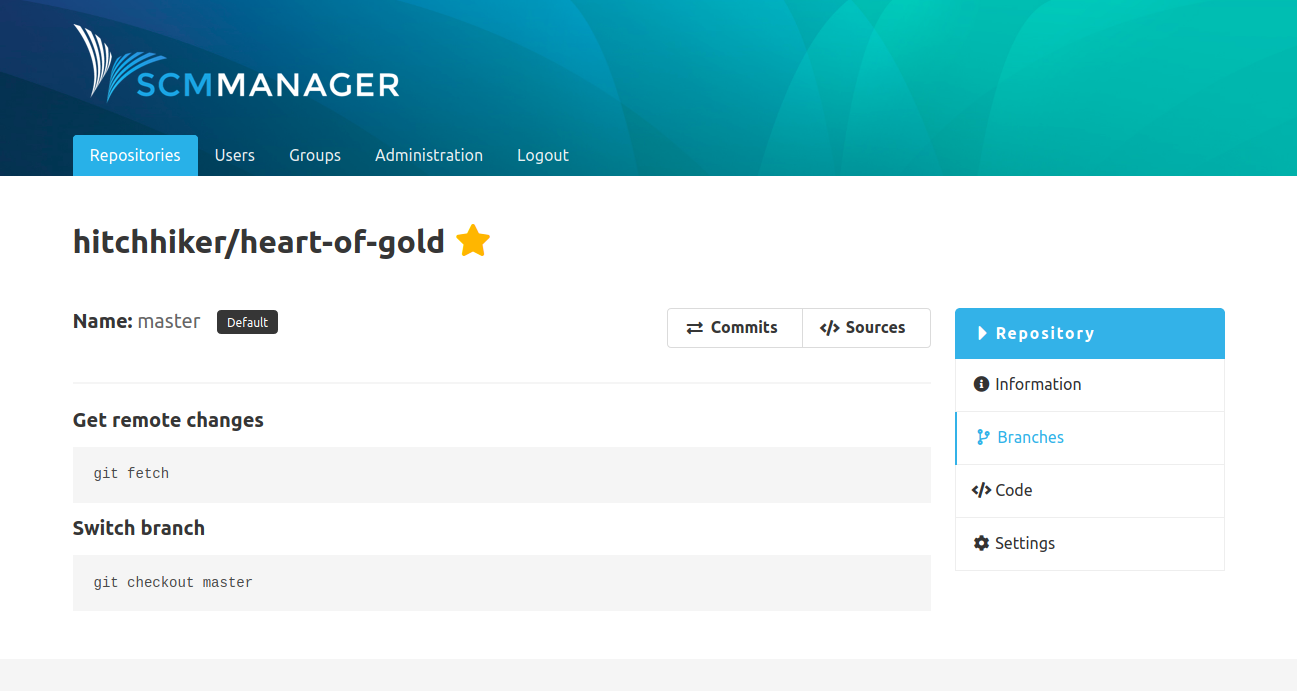 SCMMANAGER
Repositories Users Groups Administration Logout
hitchhiker/heart-of-gold
Name: master Default
Commits Sources
Get remote changes
git fetch
Switch branch
git checkout master
Repository
Information
Branches
Code
Settings